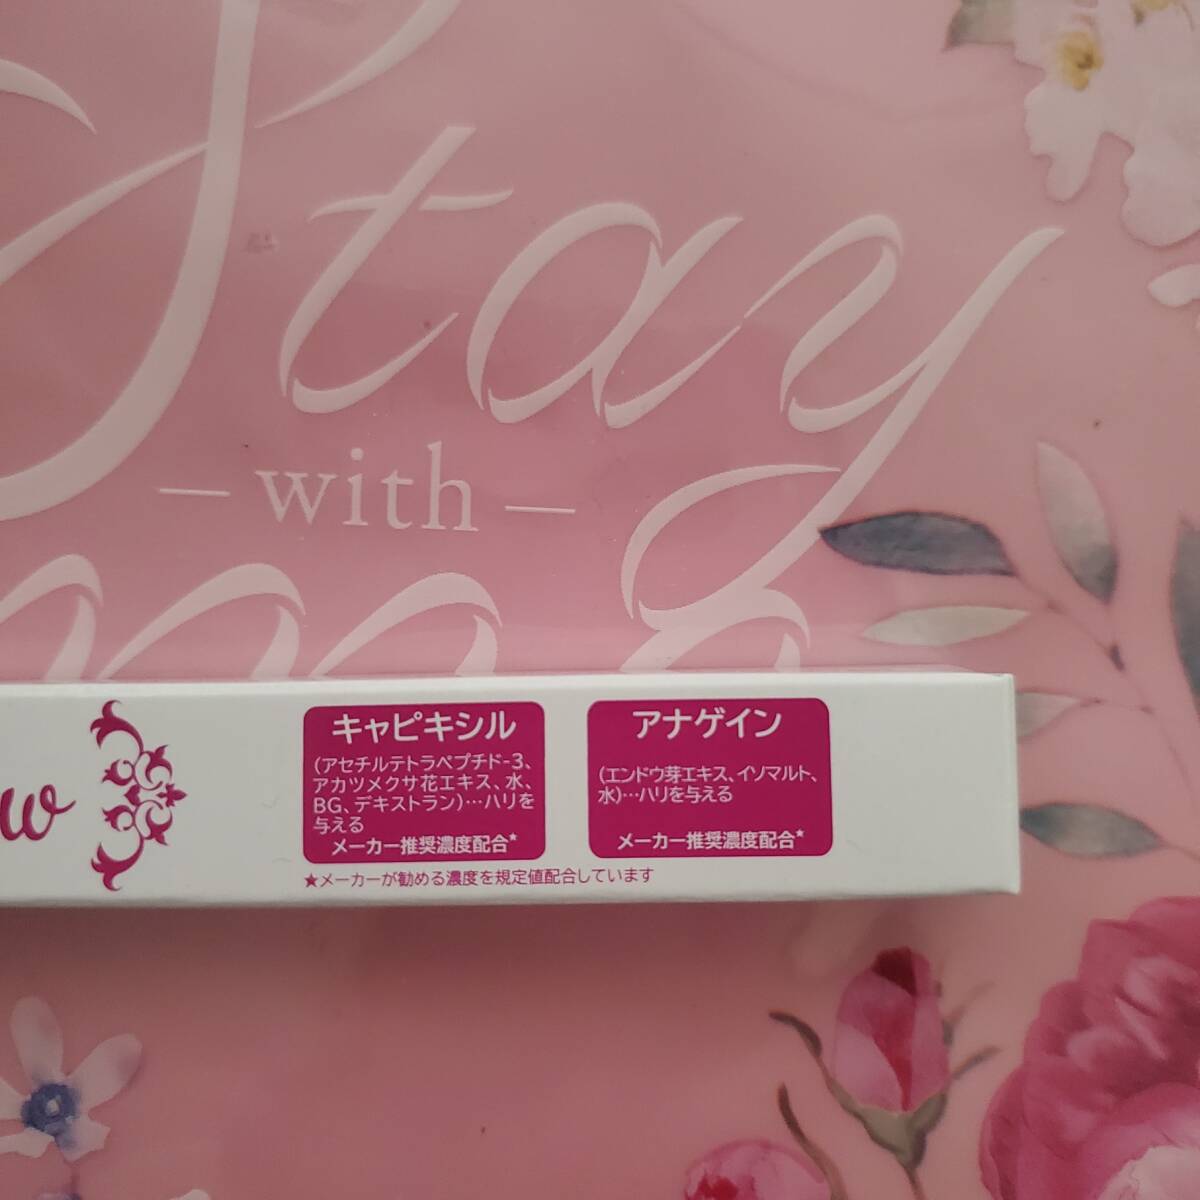 Stay
with
キャピキシル
(アセチルテトラペプチド-3、
アカツメクサ花エキス、水、
BG、デキストラン)…ハリを
与える
メーカー推奨濃度配合★
アナゲイン
(エンドウ芽エキス、イソマルト、
水)…ハリを与える
メーカー推奨濃度配合★
★メーカーが勧める濃度を規定値配合しています